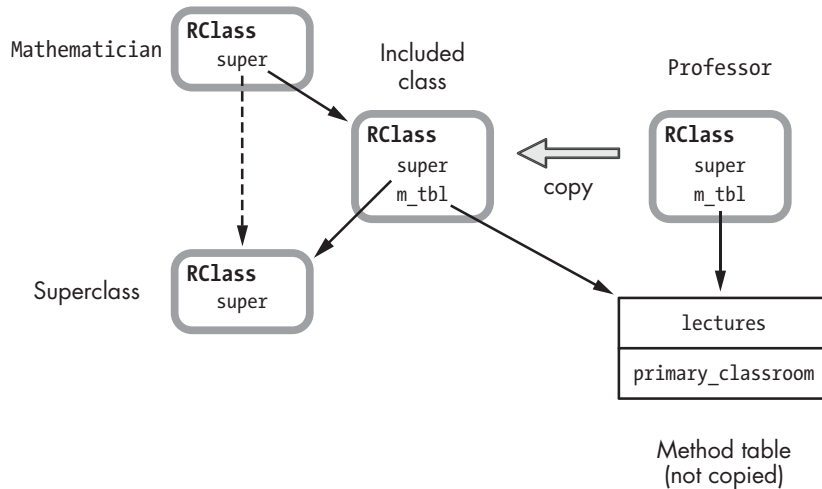 Mathematician
RClass
super
Included
class
RClass
super
m_tbl
copy
Professor
RClass
super
m_tbl
Superclass
RClass
super
lectures
primary_classroom
Method table
(not copied)